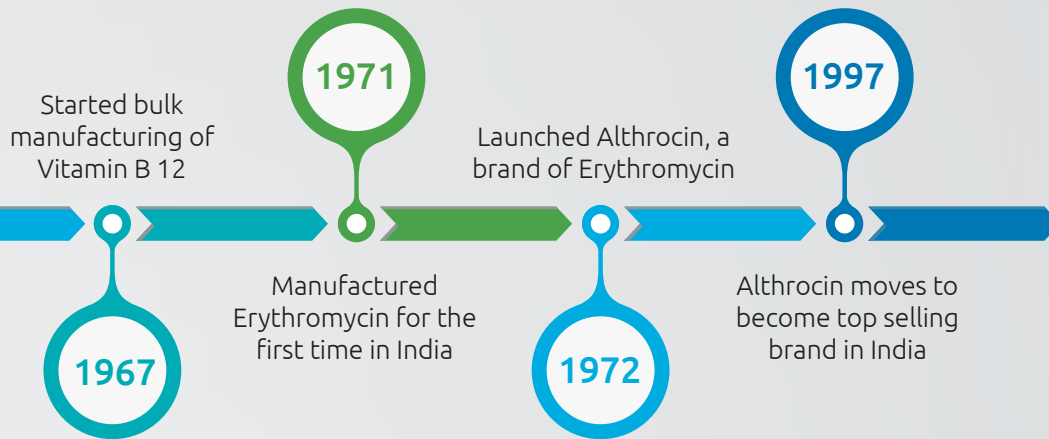 1967
Started bulk
manufacturing of
Vitamin B 12
1971
Manufactured
Erythromycin for the
first time in India
1972
Launched Althrocin, a
brand of Erythromycin
1997
Althrocin moves to
become top selling
brand in India